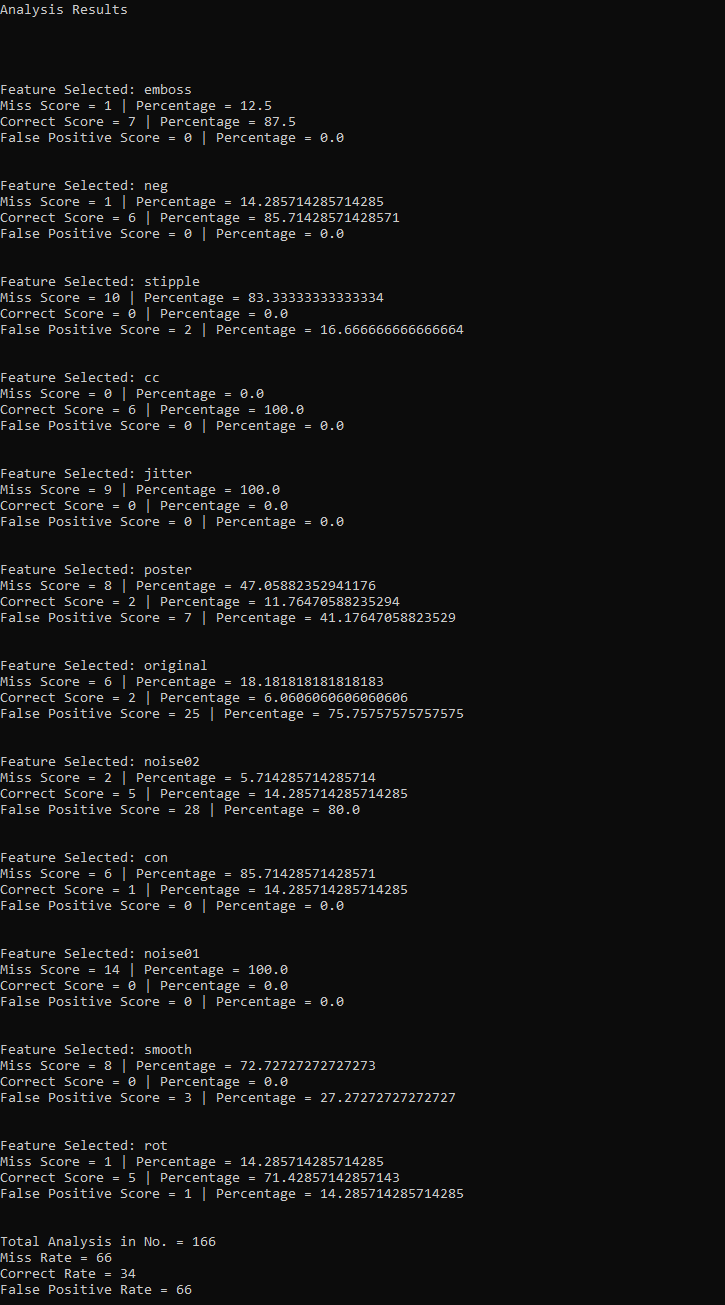 Analysis Results
Feature Selected: emboss
Miss Score = 1 | Percentage = 12.5
Correct Score = 7 | Percentage = 87.5
False Positive Score = 0 | Percentage = 0.0
Feature Selected: neg
Miss Score = 1 | Percentage = 14.285714285714285
Correct Score = 6 | Percentage = 85.71428571428571
False Positive Score = 0 | Percentage = 0.0
Feature Selected: stipple
Miss Score = 10 | Percentage = 83.33333333333334
Correct Score = 0 | Percentage = 0.0
False Positive Score = 2 | Percentage = 16.666666666666664
Feature Selected: cc
Miss Score = 0 | Percentage = 0.0
Correct Score = 6 | Percentage = 100.0
False Positive Score = 0 | Percentage = 0.0
Feature Selected: jitter
Miss Score = 9 | Percentage = 100.0
Correct Score = 0 | Percentage = 0.0
False Positive Score = 0 | Percentage = 0.0
Feature Selected: poster
Miss Score = 8 | Percentage = 47.05882352941176
Correct Score = 2 | Percentage = 11.76470588235294
False Positive Score = 7 | Percentage = 41.17647058823529
Feature Selected: original
Miss Score = 6 | Percentage = 18.181818181818183
Correct Score = 2 | Percentage = 6.0606060606060606
False Positive Score = 25 | Percentage = 75.75757575757575
Feature Selected: noise02
Miss Score = 2 | Percentage = 5.714285714285714
Correct Score = 5 | Percentage = 14.285714285714285
False Positive Score = 28 | Percentage = 80.0
Feature Selected: con
Miss Score = 6 | Percentage = 85.71428571428571
Correct Score = 1 | Percentage = 14.285714285714285
False Positive Score = 0 | Percentage = 0.0
Feature Selected: noise01
Miss Score = 14 | Percentage = 100.0
Correct Score = 0 | Percentage = 0.0
False Positive Score = 0 | Percentage = 0.0
Feature Selected: smooth
Miss Score = 8 | Percentage = 72.72727272727273
Correct Score = 0 | Percentage = 0.0
False Positive Score = 3 | Percentage = 27.27272727272727
Feature Selected: rot
Miss Score = 1 | Percentage = 14.285714285714285
Correct Score = 5 | Percentage = 71.42857142857143
False Positive Score = 1 | Percentage = 14.285714285714285
Total Analysis in No. = 166
Miss Rate = 66
Correct Rate = 34
False Positive Rate = 66